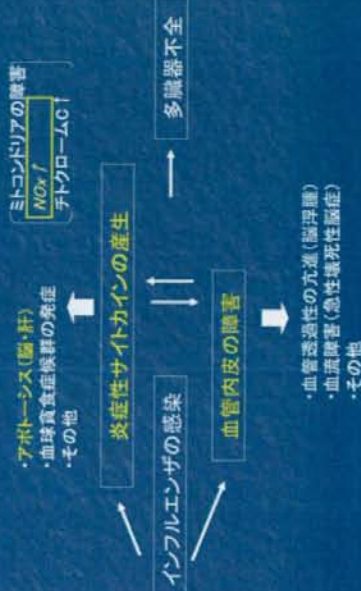 ・アポトーシス(脳・肝)
・血球貪食症候群の発症
・その他
ミトコンドリアの障害
NOx↑
チトクロームC↑
炎症性サイトカインの産生
インフルエンザの感染
多臓器不全
血管内皮の障害
・血管透過性の亢進(脳浮腫)
・血流障害(急性壊死性脳症)
・その他